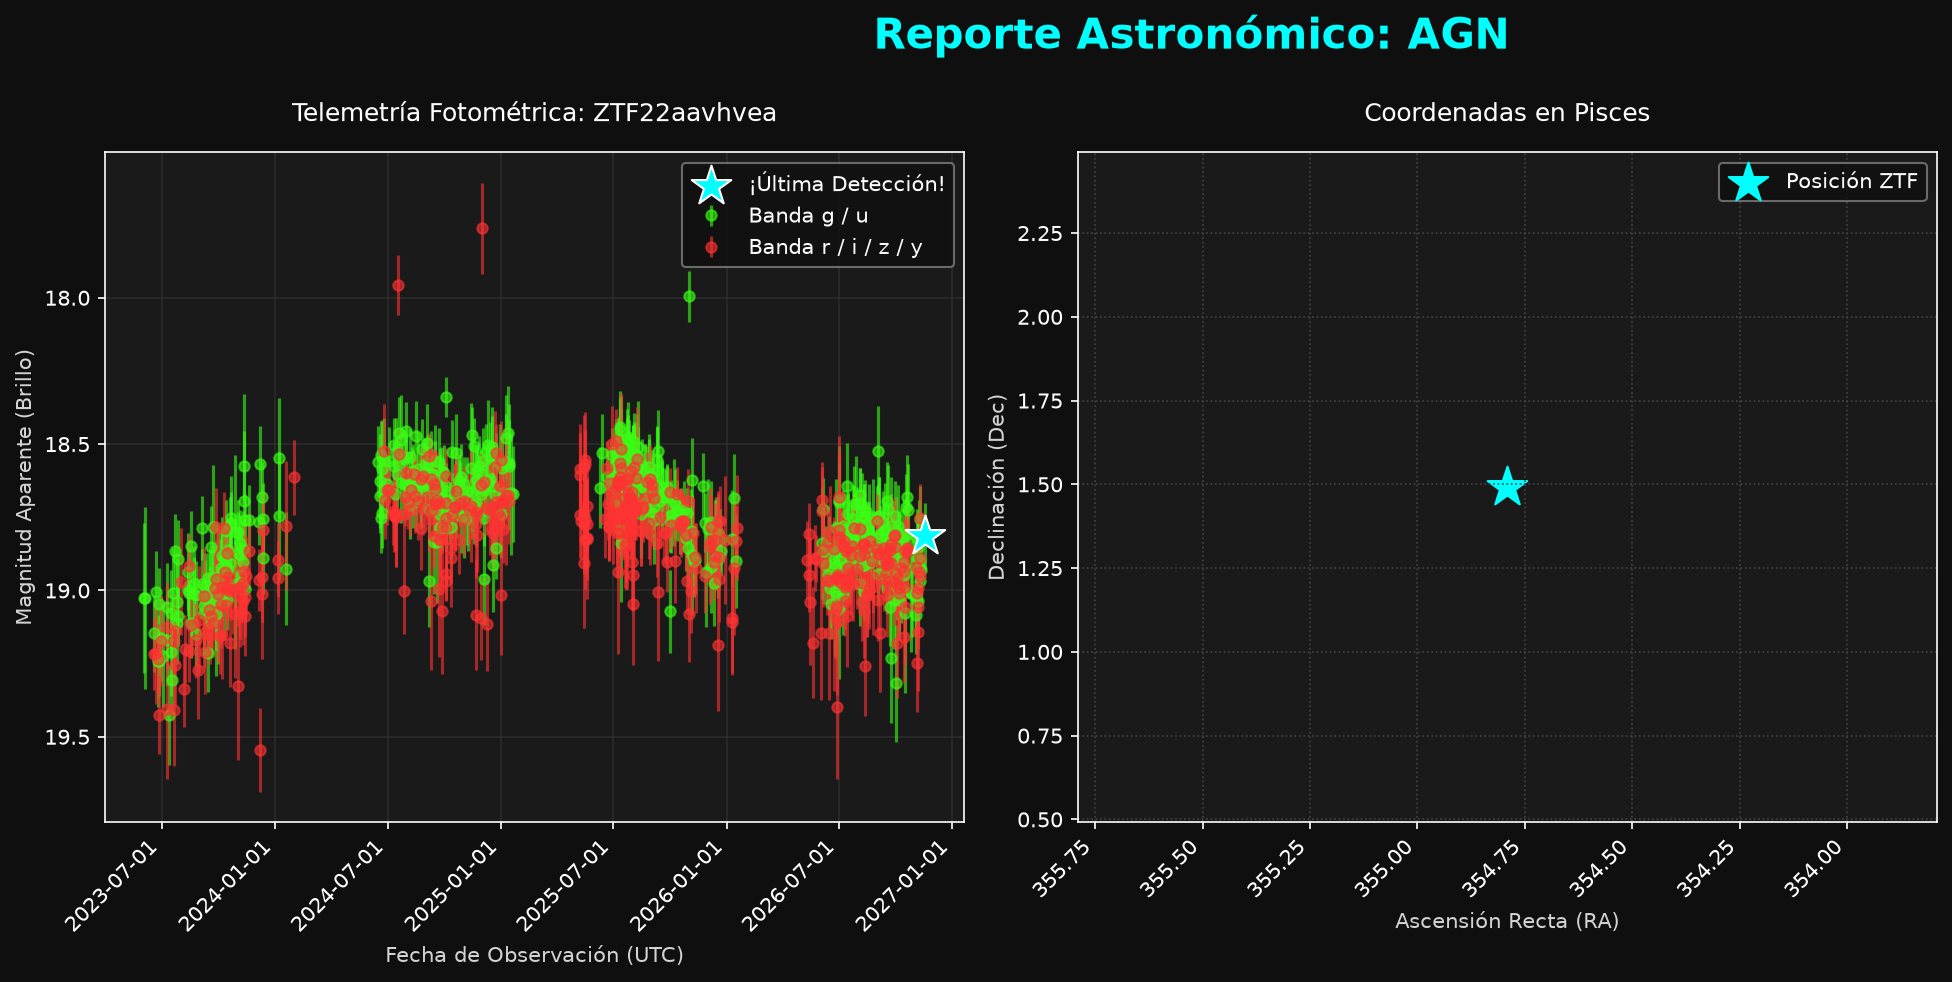 Reporte Astronómico: AGN
Telemetría Fotométrica: ZTF22aavhvea
¡Última Detección!
Banda g / u
Banda r / i / z / y
Magnitud Aparente (Brillo)
18.0
18.5
19.0
19.5
2023-07-01
2024-01-01
2024-07-01
2025-01-01
2025-07-01
2026-01-01
2026-07-01
2027-01-01
Fecha de Observación (UTC)
Coordenadas en Pisces
Posición ZTF
Declinación (Dec)
2.25
2.00
1.75
1.50
1.25
1.00
0.75
0.50
355.75
355.50
355.25
355.00
354.75
354.50
354.25
354.00
Ascensión Recta (RA)